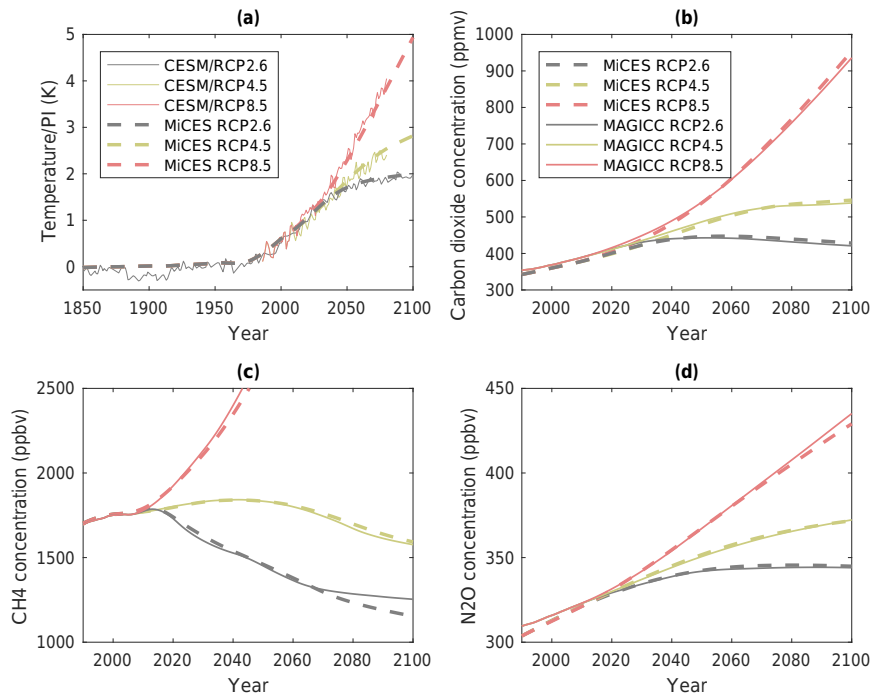 (a)
Temperature/PI (K)
5
4
3
2
1
0
CESM/RCP2.6
CESM/RCP4.5
CESM/RCP8.5
MiCES RCP2.6
MiCES RCP4.5
MiCES RCP8.5
1850 1900 1950 2000 2050 2100
Year
(b)
Carbon dioxide concentration (ppmv)
1000
900
800
700
600
500
400
300
MiCES RCP2.6
MiCES RCP4.5
MiCES RCP8.5
MAGICC RCP2.6
MAGICC RCP4.5
MAGICC RCP8.5
2000 2020 2040 2060 2080 2100
Year
(c)
CH4 concentration (ppbv)
2500
2000
1500
1000
2000 2020 2040 2060 2080 2100
Year
(d)
N2O concentration (ppbv)
450
400
350
300
2000 2020 2040 2060 2080 2100
Year